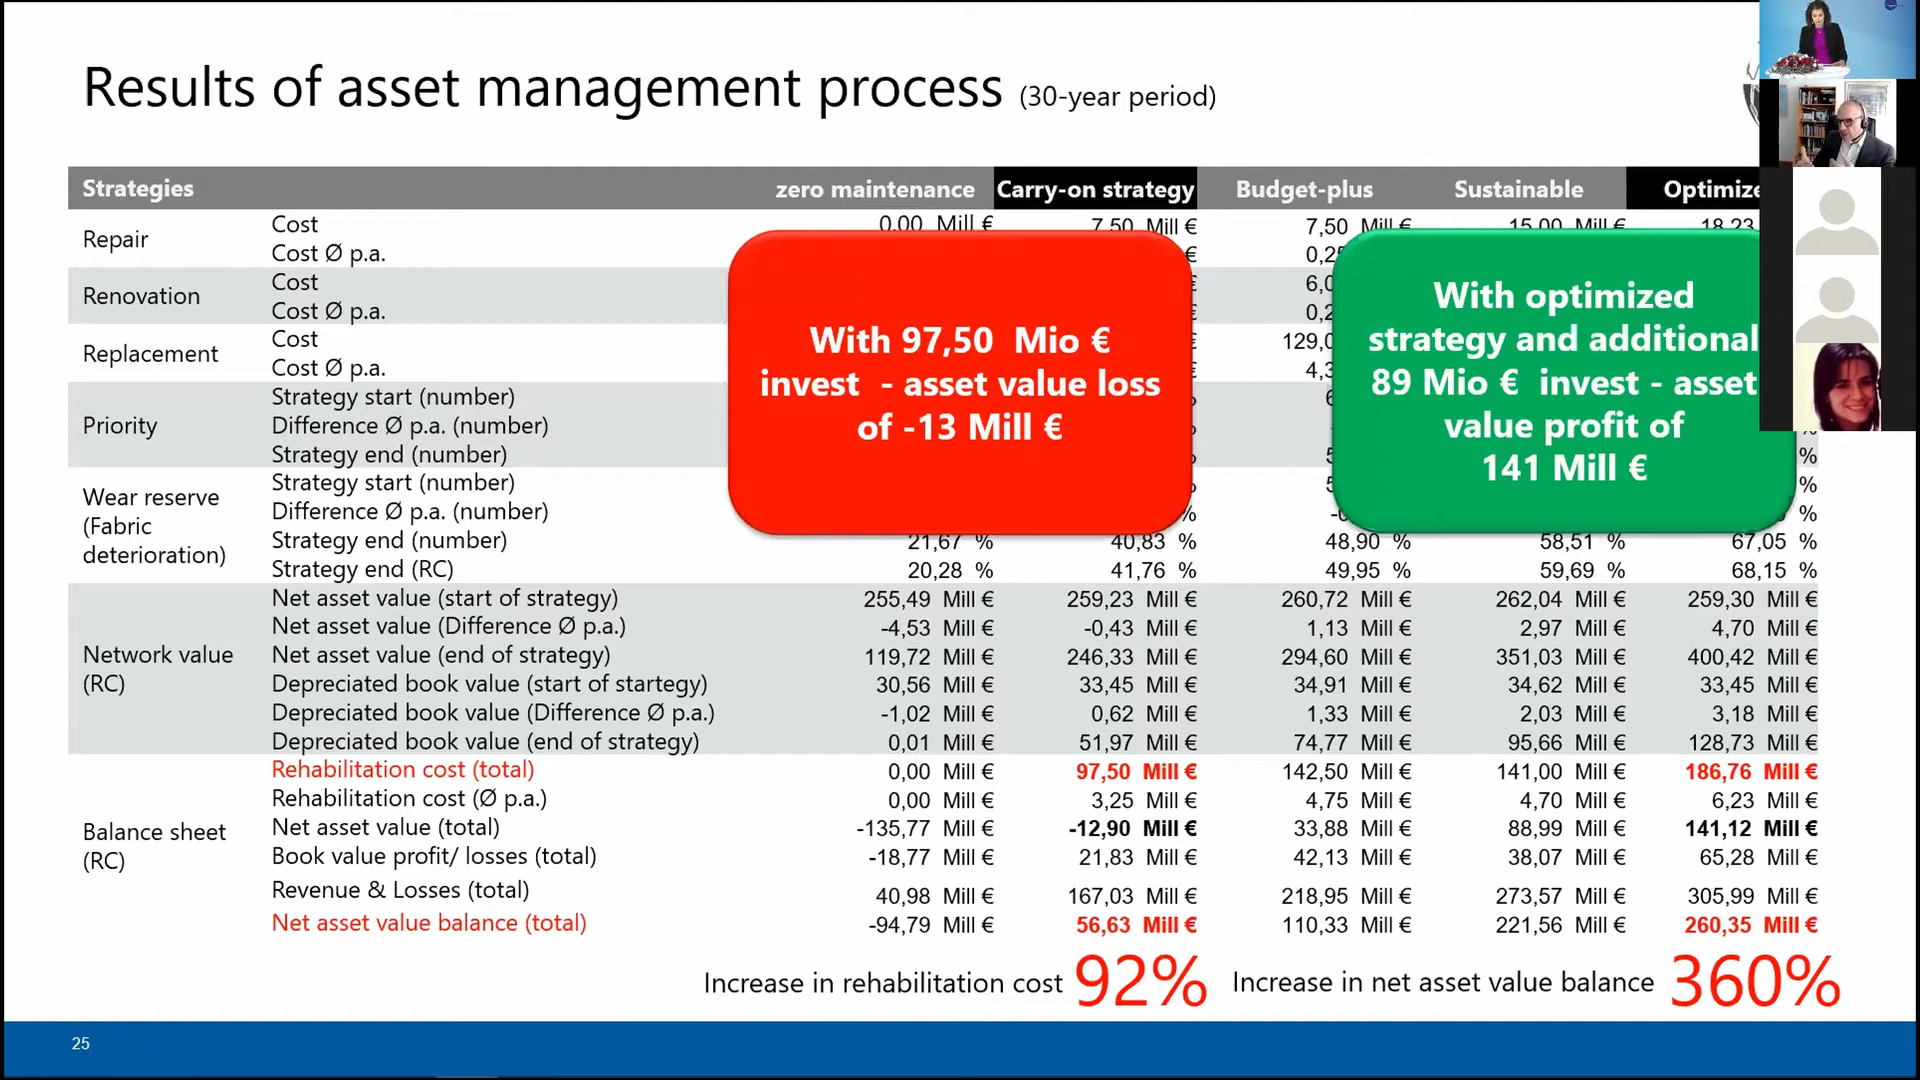 Results of asset management process (30-year period)
Strategies zero maintenance Carry-on strategy Budget-plus Sustainable
Repair
Cost 0,00 Mill € 7,50 Mill € 7,50 Mill € 15,00 Mill € 18,23
Cost Ø p.a.
Renovation
Cost
Cost Ø p.a.
Replacement
Cost
Cost Ø p.a.
Priority
Strategy start (number)
Difference Ø p.a. (number)
Strategy end (number) %
Wear reserve (Fabric deterioration)
Strategy start (number) %
Difference Ø p.a. (number) % %
Strategy end (number) 21,67 % 40,83 % 48,90 % 58,51 % 67,05 %
Strategy end (RC) 20,28 % 41,76 % 49,95 % 59,69 % 68,15 %
With 97,50 Mio €
invest - asset value loss
of -13 Mill €
With optimized
strategy and additional
89 Mio € invest - asset
value profit of
141 Mill €
Network value (RC)
Net asset value (start of strategy) 255,49 Mill € 259,23 Mill € 260,72 Mill € 262,04 Mill € 259,30 Mill €
Net asset value (Difference Ø p.a.) -4,53 Mill € -0,43 Mill € 1,13 Mill € 2,97 Mill € 4,70 Mill €
Net asset value (end of strategy) 119,72 Mill € 246,33 Mill € 294,60 Mill € 351,03 Mill € 400,42 Mill €
Depreciated book value (start of startegy) 30,56 Mill € 33,45 Mill € 34,91 Mill € 34,62 Mill € 33,45 Mill €
Depreciated book value (Difference Ø p.a.) -1,02 Mill € 0,62 Mill € 1,33 Mill € 2,03 Mill € 3,18 Mill €
Depreciated book value (end of strategy) 0,01 Mill € 51,97 Mill € 74,77 Mill € 95,66 Mill € 128,73 Mill €
Balance sheet (RC)
Rehabilitation cost (total) 0,00 Mill € 97,50 Mill € 142,50 Mill € 141,00 Mill € 186,76 Mill €
Rehabilitation cost (Ø p.a.) 0,00 Mill € 3,25 Mill € 4,75 Mill € 4,70 Mill € 6,23 Mill €
Net asset value (total) -135,77 Mill € -12,90 Mill € 33,88 Mill € 88,99 Mill € 141,12 Mill €
Book value profit/ losses (total) -18,77 Mill € 21,83 Mill € 42,13 Mill € 38,07 Mill € 65,28 Mill €
Revenue & Losses (total) 40,98 Mill € 167,03 Mill € 218,95 Mill € 273,57 Mill € 305,99 Mill €
Net asset value balance (total) -94,79 Mill € 56,63 Mill € 110,33 Mill € 221,56 Mill € 260,35 Mill €
Increase in rehabilitation cost 92% Increase in net asset value balance 360%
25